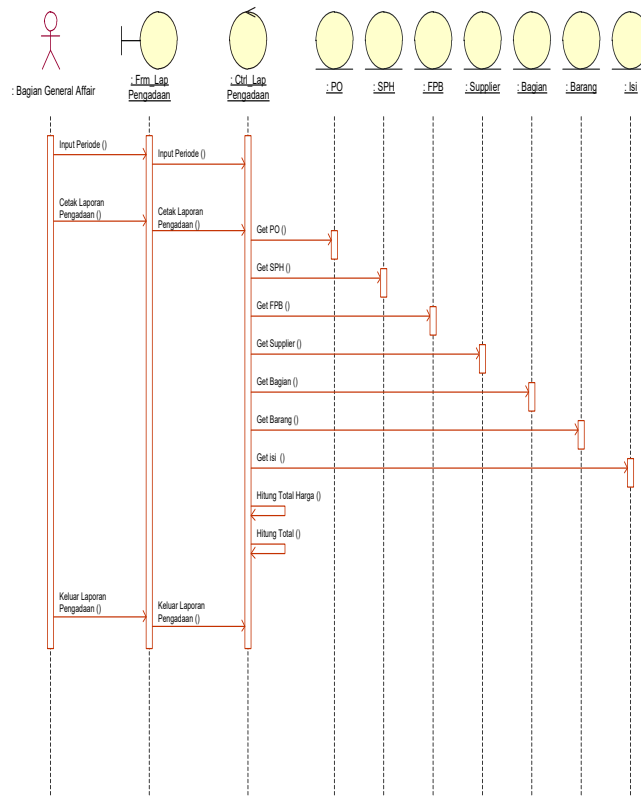 : Bagian General Affair
: Frm_Lap
Pengadaan
: Ctrl_Lap
Pengadaan
: PO
: SPH
: FPB
: Supplier
: Bagian
: Barang
: Isi
Input Periode ()
Input Periode ()
Cetak Laporan
Pengadaan ()
Cetak Laporan
Pengadaan ()
Get PO ()
Get SPH ()
Get FPB ()
Get Supplier ()
Get Bagian ()
Get Barang ()
Get isi ()
Hitung Total Harga ()
Hitung Total ()
Keluar Laporan
Pengadaan ()
Keluar Laporan
Pengadaan ()